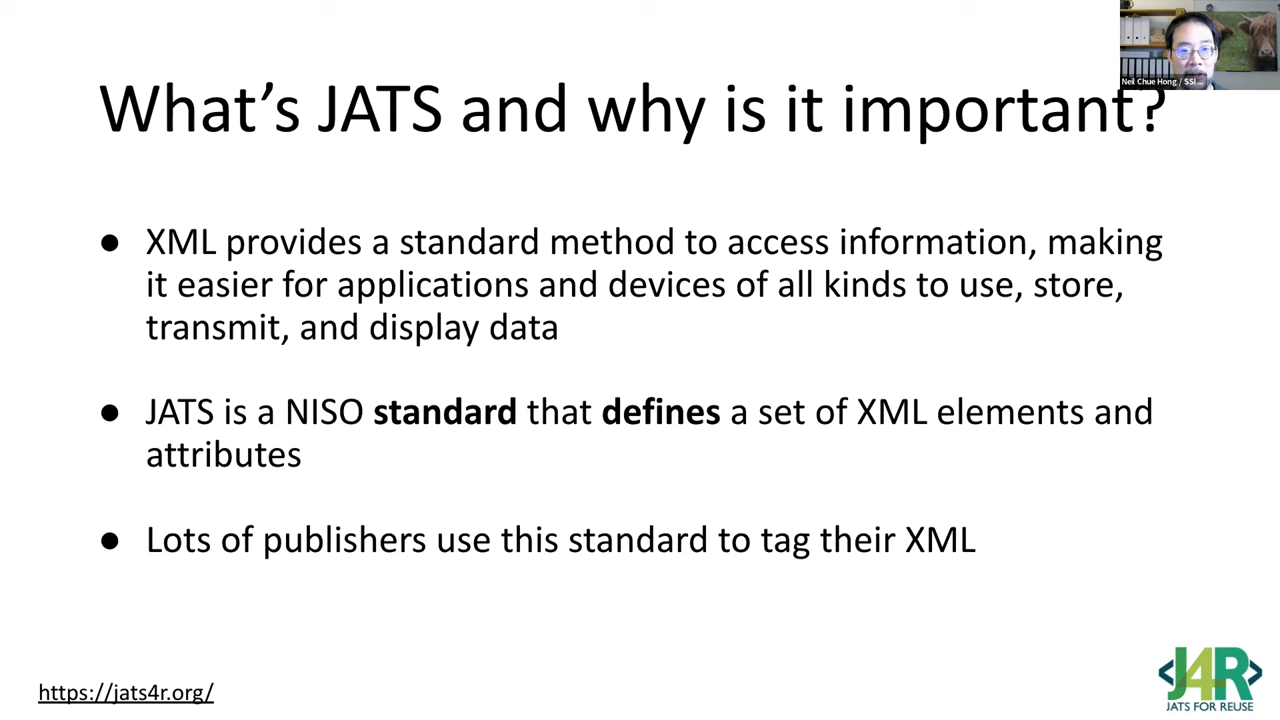 Neil Chue Hong / SSI...
What's JATS and why is it important?
● XML provides a standard method to access information, making
it easier for applications and devices of all kinds to use, store,
transmit, and display data
● JATS is a NISO standard that defines a set of XML elements and
attributes
● Lots of publishers use this standard to tag their XML
https://jats4r.org/
<J4R>
JATS FOR REUSE